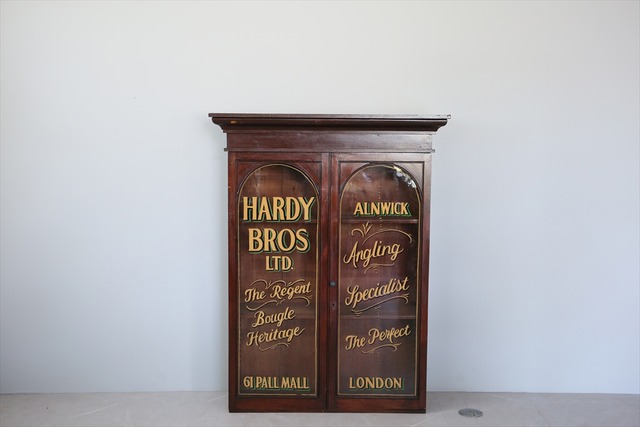 HARDY
BROS
LTD.
The Regent
Bougle
Heritage
61 PALL MALL
ALNWICK
Angling
Specialist
The Perfect
LONDON